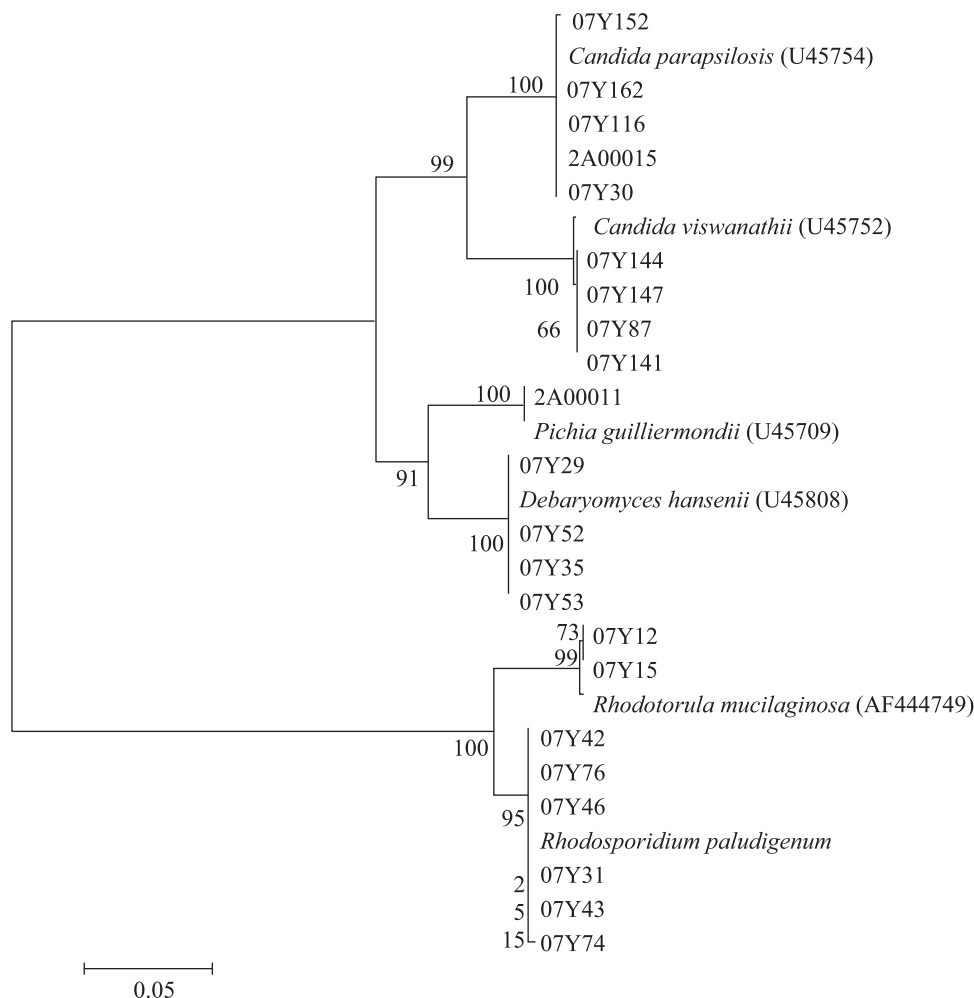 07Y152
Candida parapsilosis (U45754)
100
07Y162
07Y116
2A00015
99
07Y30
Candida viswanathii (U45752)
07Y144
100
07Y147
66
07Y87
07Y141
100
2A00011
Pichia guilliermondii (U45709)
07Y29
91
Debaryomyces hansenii (U45808)
07Y52
100
07Y35
07Y53
73
07Y12
99
07Y15
Rhodotorula mucilaginosa (AF444749)
07Y42
100
07Y76
07Y46
95
Rhodosporidium paludigenum
07Y31
2
07Y43
5
15
07Y74
0.05